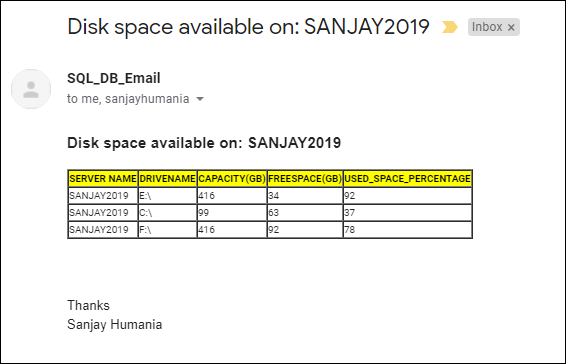 Disk space available on: SANJAY2019 Inbox ×
SQL_DB_Email
to me, sanjayhumania
Disk space available on: SANJAY2019
SERVER NAME DRIVENAME CAPACITY(GB) FREESPACE(GB) USED_SPACE_PERCENTAGE
SANJAY2019 E:\ 416 34 92
SANJAY2019 C:\ 99 63 37
SANJAY2019 F:\ 416 92 78
Thanks
Sanjay Humania